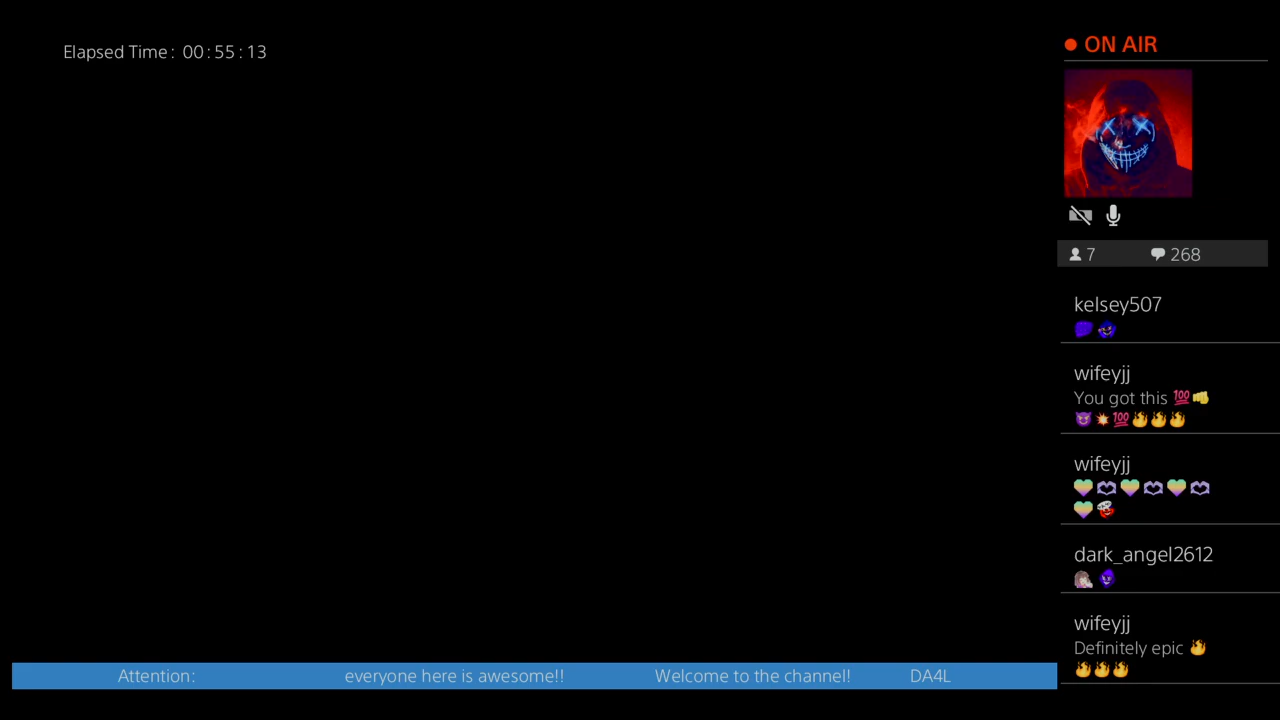 Elapsed Time: 00:55:13
ON AIR
7 268
kelsey507
wifeyjj
You got this 💯👊
😈💥💯🔥🔥🔥
wifeyjj
dark_angel2612
wifeyjj
Definitely epic 🔥
🔥🔥🔥
Attention: everyone here is awesome!! Welcome to the channel! DA4L